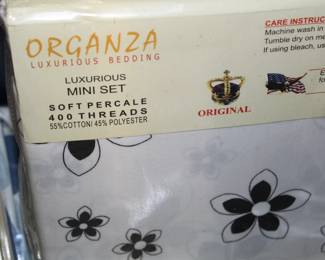 ORGANZA
LUXURIOUS BEDDING
LUXURIOUS
MINI SET
SOFT PERCALE
400 THREADS
55%COTTON/ 45% POLYESTER
ORIGINAL
CARE INSTRUC
Machine wash in
Tumble dry on me
If using bleach, us